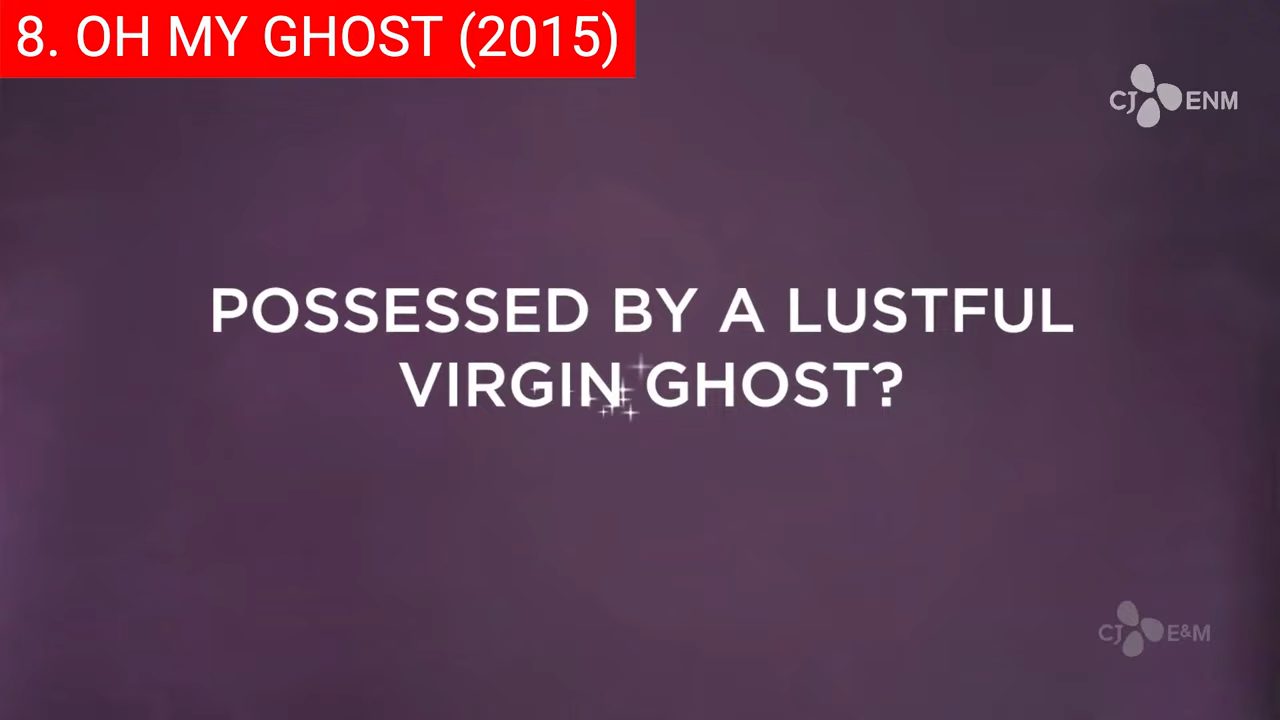 8. OH MY GHOST (2015)
CJ ENM
POSSESSED BY A LUSTFUL
VIRGIN GHOST?
CJ E&M